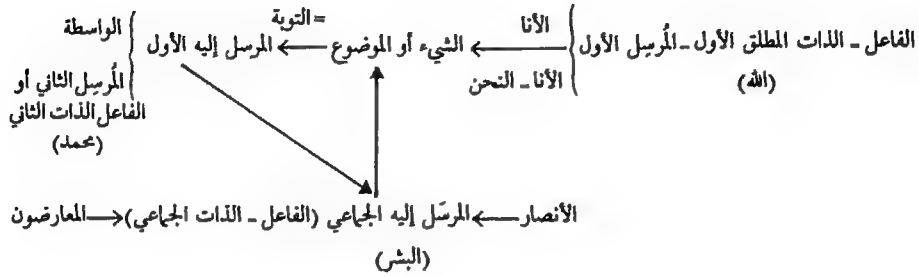 الفاعل ـ الذات المطلق الأول ـ المُرسِل الأول
(الله)
الأنا
الأنا ـ النحن
الشيء أو الموضوع
=التوبة
المرسل إليه الأول
الواسطة
المُرسِل الثاني أو
الفاعل الذات الثاني
(محمد)
الأنصار
المرسَل إليه الجماعي (الفاعل ـ الذات الجماعي)
المعارضون
(البشر)